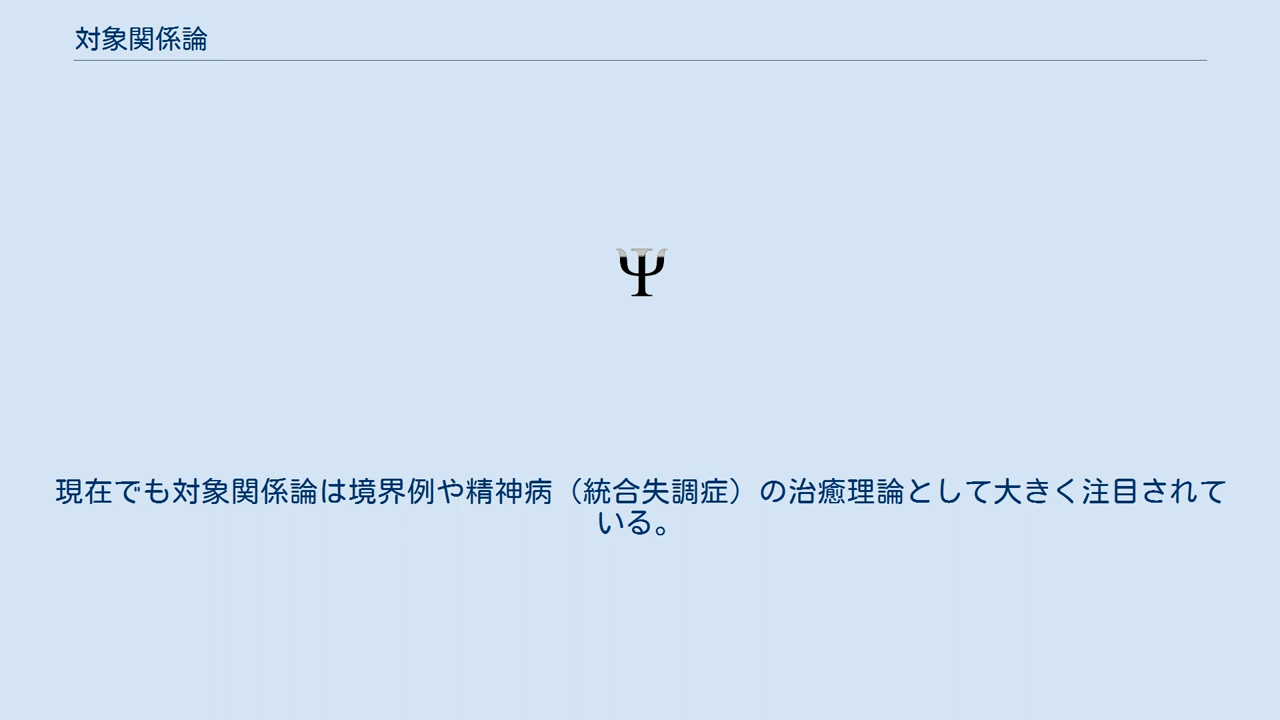 対象関係論
Ψ
現在でも対象関係論は境界例や精神病（統合失調症）の治癒理論として大きく注目されて
いる。